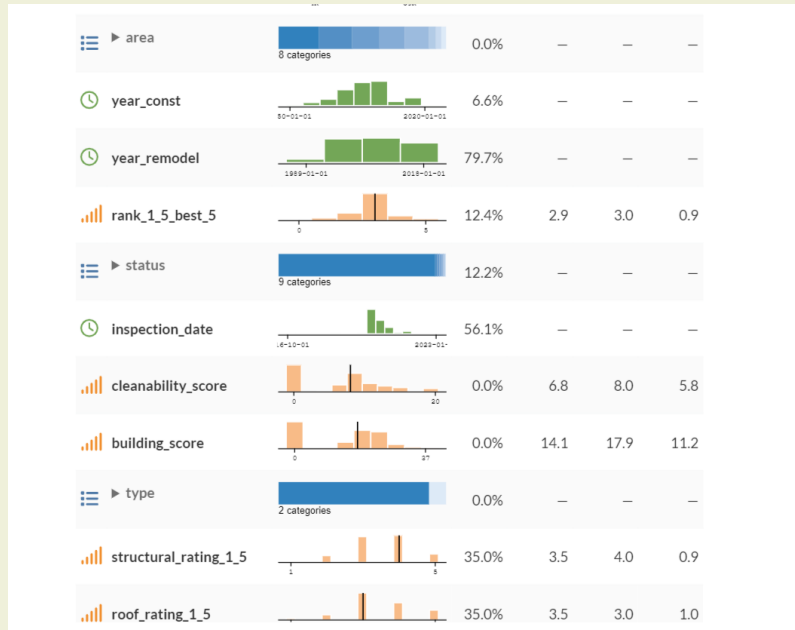 ▶ area
8 categories
0.0% — — —
year_const
50-01-01 2020-01-01
6.6% — — —
year_remodel
1989-01-01 2018-01-01
79.7% — — —
rank_1_5_best_5
0 5
12.4% 2.9 3.0 0.9
▶ status
9 categories
12.2% — — —
inspection_date
56.1% — — —
cleanability_score
0 20
0.0% 6.8 8.0 5.8
building_score
0 37
0.0% 14.1 17.9 11.2
▶ type
2 categories
0.0% — — —
structural_rating_1_5
1 5
35.0% 3.5 4.0 0.9
roof_rating_1_5
35.0% 3.5 3.0 1.0